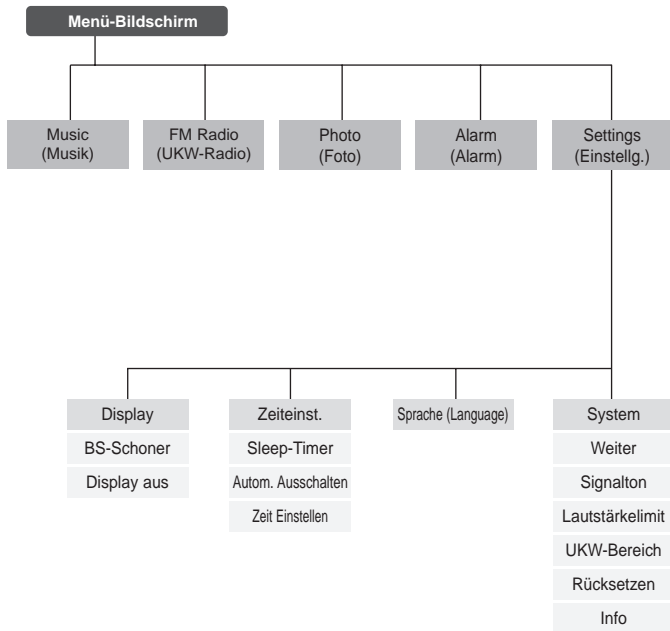 Menü-Bildschirm
Music
(Musik)
FM Radio
(UKW-Radio)
Photo
(Foto)
Alarm
(Alarm)
Settings
(Einstellg.)
Display
BS-Schoner
Display aus
Zeiteinst.
Sleep-Timer
Autom. Ausschalten
Zeit Einstellen
Sprache (Language)
System
Weiter
Signalton
Lautstärkelimit
UKW-Bereich
Rücksetzen
Info